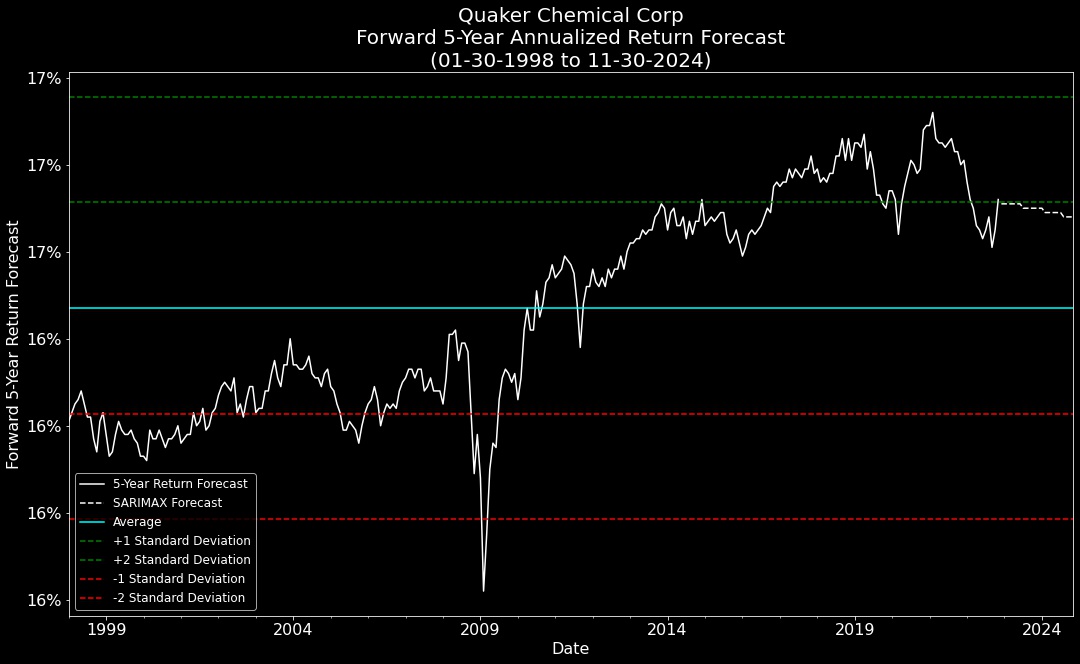 Quaker Chemical Corp
Forward 5-Year Annualized Return Forecast
(01-30-1998 to 11-30-2024)
Forward 5-Year Return Forecast
17%
17%
17%
16%
16%
16%
16%
5-Year Return Forecast
SARIMAX Forecast
Average
+1 Standard Deviation
+2 Standard Deviation
-1 Standard Deviation
-2 Standard Deviation
1999
2004
2009
2014
2019
2024
Date